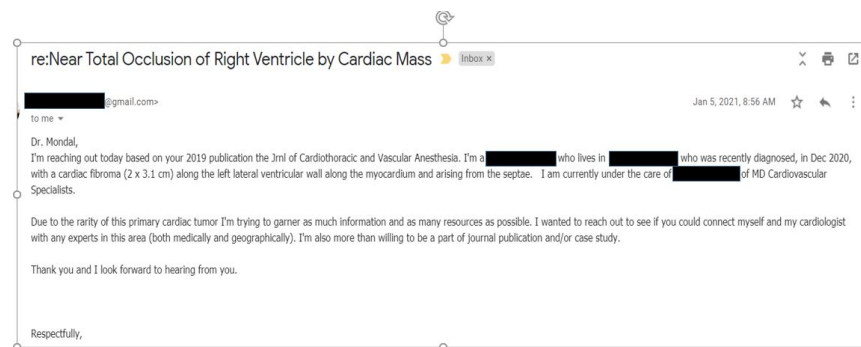 re:Near Total Occlusion of Right Ventricle by Cardiac Mass Inbox ×
@gmail.com>
Jan 5, 2021, 8:56 AM
to me
Dr. Mondal,
I'm reaching out today based on your 2019 publication the Jrnl of Cardiothoracic and Vascular Anesthesia. I'm a who lives in who was recently diagnosed, in Dec 2020,
with a cardiac fibroma (2 x 3.1 cm) along the left lateral ventricular wall along the myocardium and arising from the septae. I am currently under the care of of MD Cardiovascular
Specialists.
Due to the rarity of this primary cardiac tumor I'm trying to garner as much information and as many resources as possible. I wanted to reach out to see if you could connect myself and my cardiologist
with any experts in this area (both medically and geographically). I'm also more than willing to be a part of journal publication and/or case study.
Thank you and I look forward to hearing from you.
Respectfully,